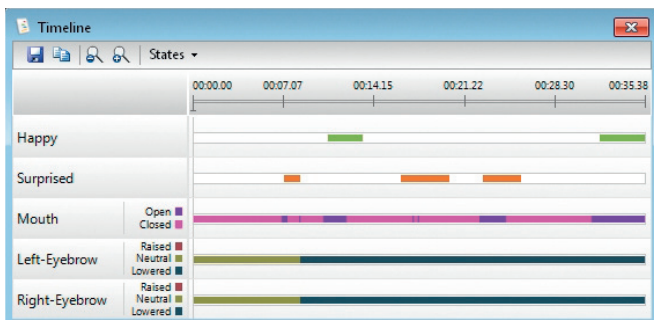 Timeline
States
00:00.00 00:07.07 00:14.15 00:21.22 00:28.30 00:35.38
Happy
Surprised
Mouth
Open
Closed
Left-Eyebrow
Raised
Neutral
Lowered
Right-Eyebrow
Raised
Neutral
Lowered